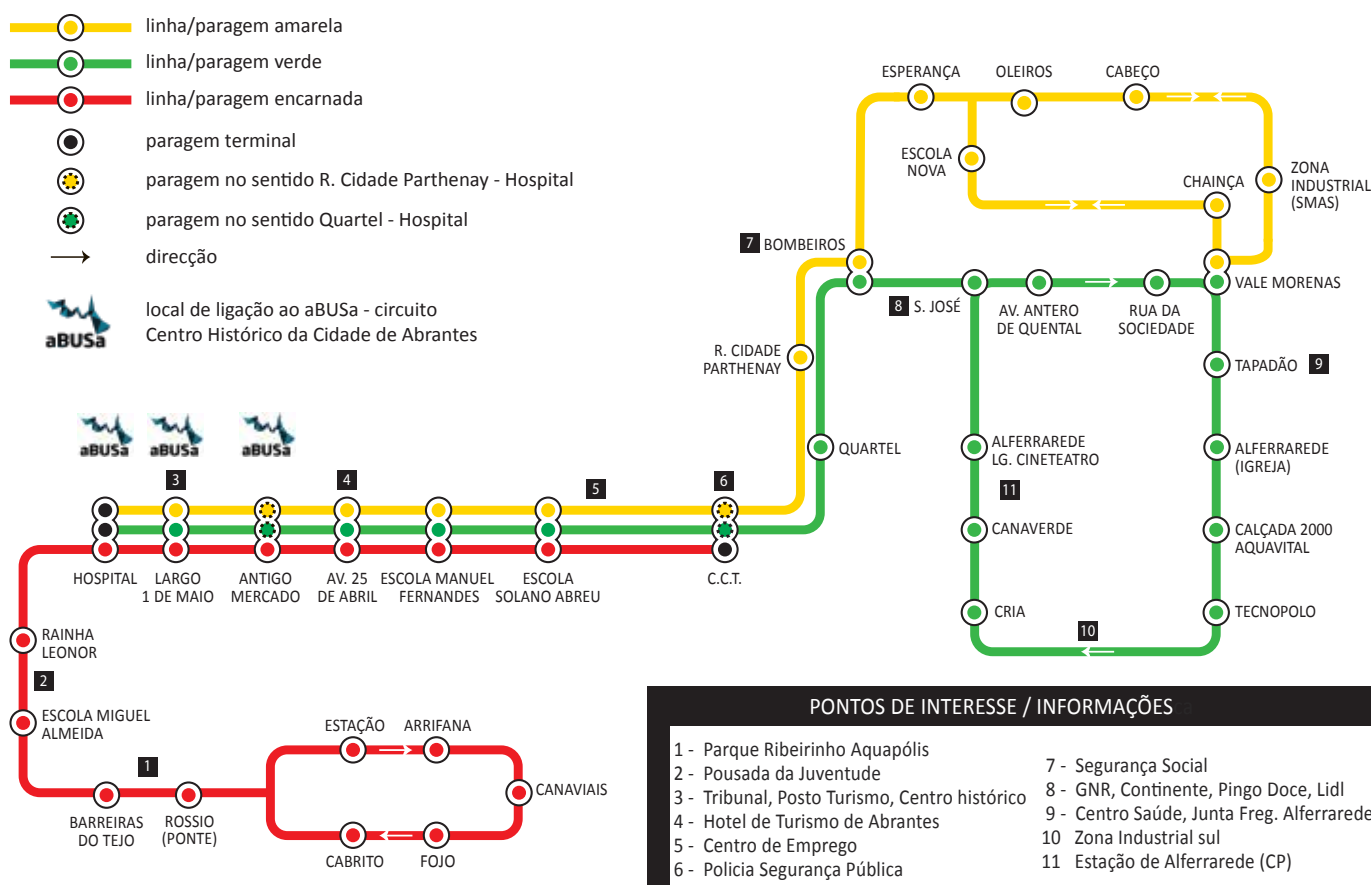 linha/paragem amarela
linha/paragem verde
linha/paragem encarnada
paragem terminal
paragem no sentido R. Cidade Parthenay - Hospital
paragem no sentido Quartel - Hospital
direcção
aBUSa
local de ligação ao aBUSa - circuito
Centro Histórico da Cidade de Abrantes
ESPERANÇA
OLEIROS
CABEÇO
ESCOLA
NOVA
CHAINÇA
ZONA
INDUSTRIAL
(SMAS)
7 BOMBEIROS
8 S. JOSÉ
AV. ANTERO
DE QUENTAL
RUA DA
SOCIEDADE
VALE MORENAS
R. CIDADE
PARTHENAY
TAPADÃO 9
QUARTEL
ALFERRAREDE
LG. CINETEATRO
11
ALFERRAREDE
(IGREJA)
CANAVERDE
CALÇADA 2000
AQUAVITAL
CRIA
TECNOPOLO
10
aBUSa
aBUSa
aBUSa
3
4
5
6
HOSPITAL
LARGO
1 DE MAIO
ANTIGO
MERCADO
AV. 25
DE ABRIL
ESCOLA MANUEL
FERNANDES
ESCOLA
SOLANO ABREU
C.C.T.
RAINHA
LEONOR
2
ESCOLA MIGUEL
ALMEIDA
1
BARREIRAS
DO TEJO
ROSSIO
(PONTE)
ESTAÇÃO
ARRIFANA
CANAVIAIS
CABRITO
FOJO
PONTOS DE INTERESSE / INFORMAÇÕES
1 - Parque Ribeirinho Aquapólis
2 - Pousada da Juventude
3 - Tribunal, Posto Turismo, Centro histórico
4 - Hotel de Turismo de Abrantes
5 - Centro de Emprego
6 - Policia Segurança Pública
7 - Segurança Social
8 - GNR, Continente, Pingo Doce, Lidl
9 - Centro Saúde, Junta Freg. Alferrarede
10 Zona Industrial sul
11 Estação de Alferrarede (CP)